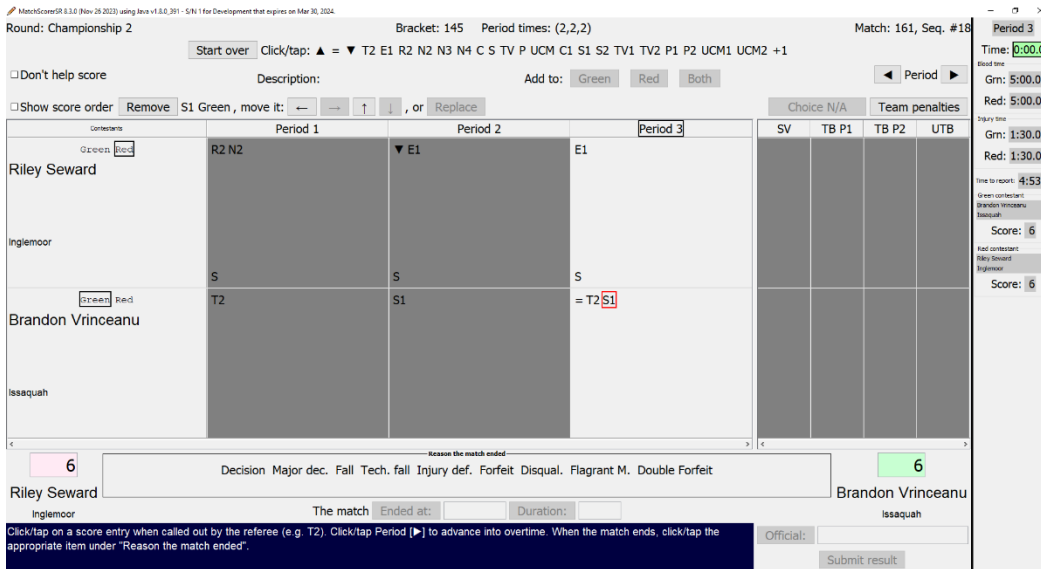 MatchScorerSR 8.3.0 (Nov 26 2023) using Java v1.8.0_391 - S/N 1 for Development that expires on Mar 30, 2024.
Round: Championship 2 Bracket: 145 Period times: (2,2,2) Match: 161, Seq. #18 Period 3
Start over Click/tap: ▲ = ▼ T2 E1 R2 N2 N3 N4 C S TV P UCM C1 S1 S2 TV1 TV2 P1 P2 UCM1 UCM2 +1 Time: 0:00.0
Blood time
Don't help score Description: Add to: Green Red Both ◄ Period ► Grn: 5:00.0
Show score order Remove S1 Green , move it: ← → ↑ ↓ , or Replace Choice N/A Team penalties Red: 5:00.0
Injury time
Contestants Period 1 Period 2 Period 3 SV TB P1 TB P2 UTB Grn: 1:30.0
Green Red R2 N2 ▼ E1 E1 Red: 1:30.0
Riley Seward
Time to report: 4:53
Green contestant
Brandon Vrinceanu
Issaquah
Score: 6
Inglemoor
Red contestant
Riley Seward
Inglemoor
S S S
Score: 6
Green Red T2 S1 = T2 S1
Brandon Vrinceanu
Issaquah
Reason the match ended
6 Decision Major dec. Fall Tech. fall Injury def. Forfeit Disqual. Flagrant M. Double Forfeit 6
Riley Seward Brandon Vrinceanu
Inglemoor The match Ended at: Duration: Issaquah
Click/tap on a score entry when called out by the referee (e.g. T2). Click/tap Period [►] to advance into overtime. When the match ends, click/tap the
appropriate item under "Reason the match ended".
Official:
Submit result